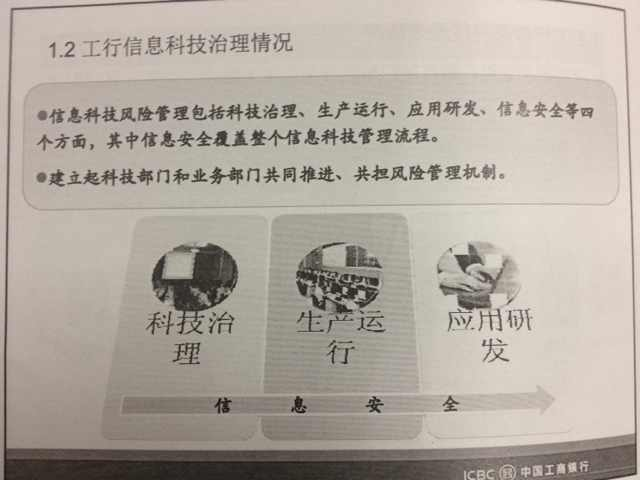 1.2 工行信息科技治理情况
●信息科技风险管理包括科技治理、生产运行、应用研发、信息安全等四
个方面，其中信息安全覆盖整个信息科技管理流程。
●建立起科技部门和业务部门共同推进、共担风险管理机制。
科技治
理
生产运
行
应用研
发
信息安全
ICBC 中国工商银行